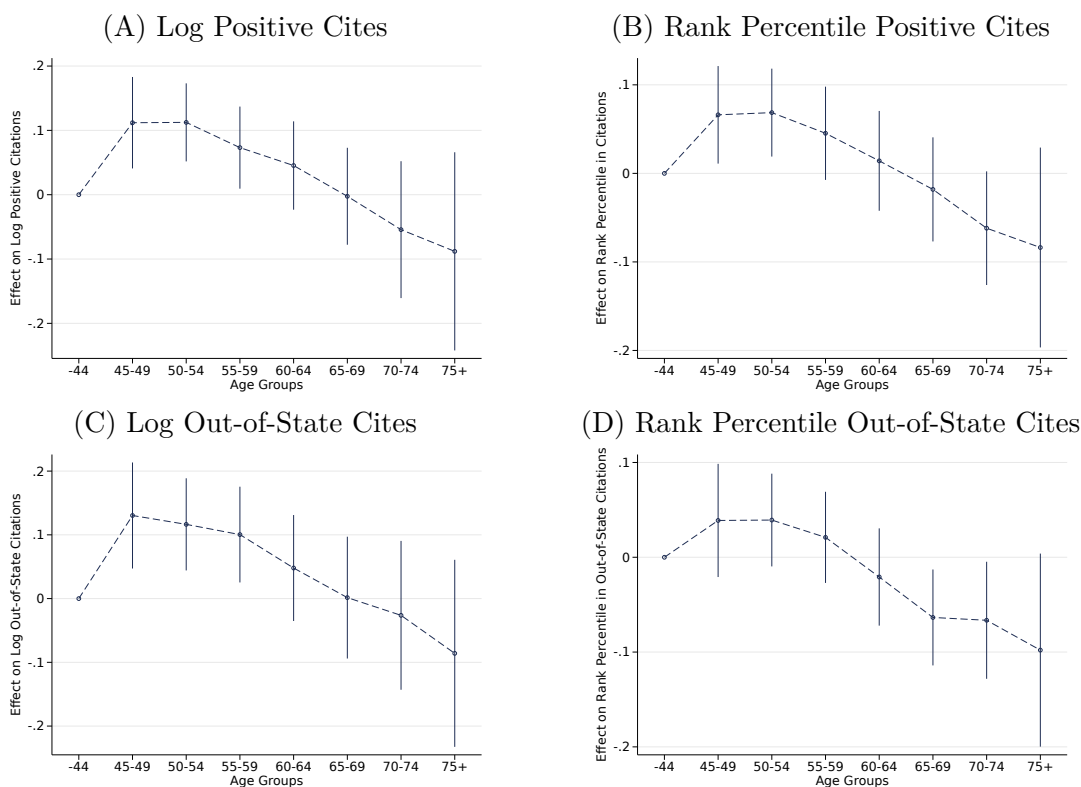 (A) Log Positive Cites
Effect on Log Positive Citations
.2
.1
0
-.1
-.2
-44 45-49 50-54 55-59 60-64 65-69 70-74 75+
Age Groups
(B) Rank Percentile Positive Cites
Effect on Rank Percentile in Citations
.1
0
-.1
-.2
-44 45-49 50-54 55-59 60-64 65-69 70-74 75+
Age Groups
(C) Log Out-of-State Cites
Effect on Log Out-of-State Citations
.2
.1
0
-.1
-.2
-44 45-49 50-54 55-59 60-64 65-69 70-74 75+
Age Groups
(D) Rank Percentile Out-of-State Cites
Effect on Rank Percentile in Out-of-State Citations
.1
0
-.1
-.2
-44 45-49 50-54 55-59 60-64 65-69 70-74 75+
Age Groups